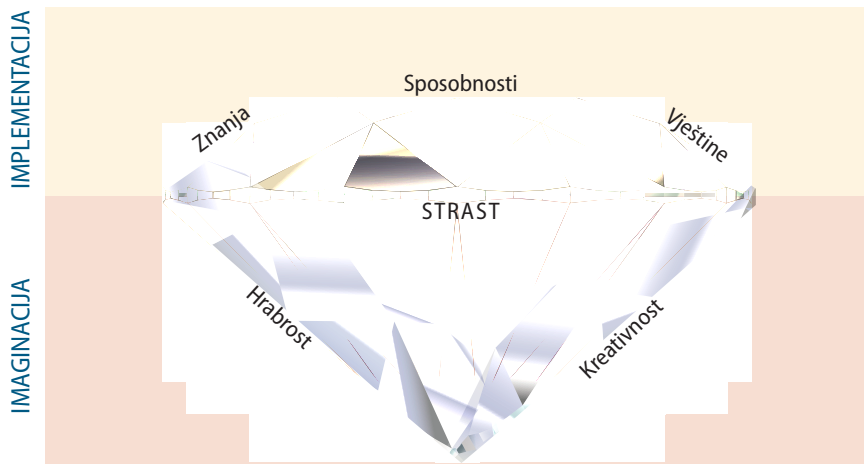 IMPLEMENTACIJA
Sposobnosti
Znanja
Vještine
STRAST
IMAGINACIJA
Hrabrost
Kreativnost